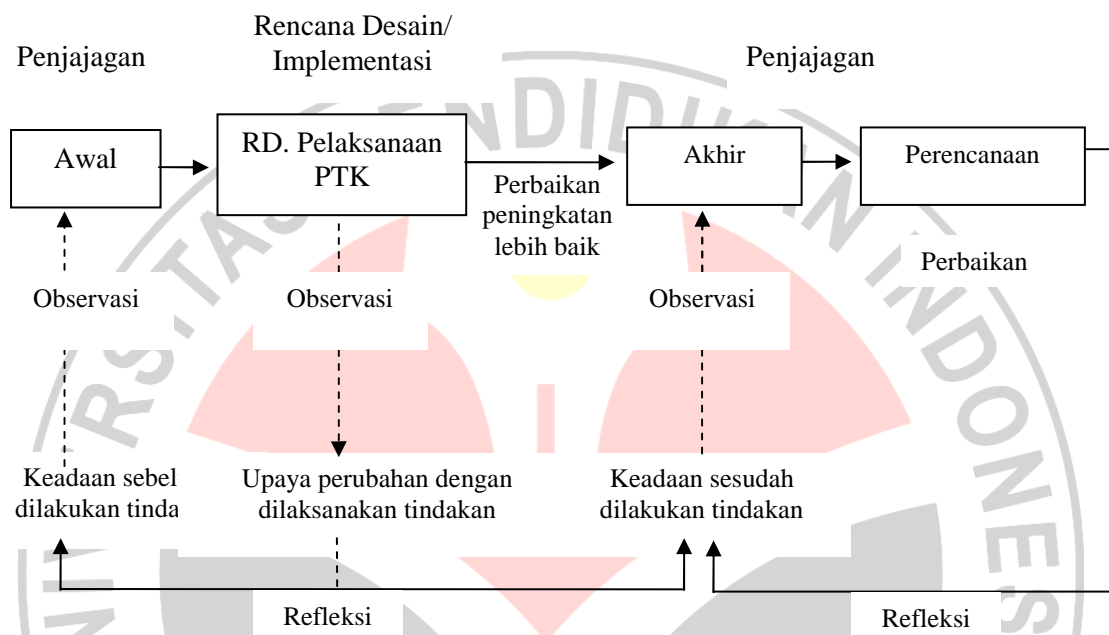 Rencana Desain/
Implementasi
Penjajagan
Penjajagan
Awal
RD. Pelaksanaan
PTK
Akhir
Perencanaan
Perbaikan
peningkatan
lebih baik
Perbaikan
Observasi
Observasi
Observasi
Keadaan sebel
dilakukan tinda
Upaya perubahan dengan
dilaksanakan tindakan
Keadaan sesudah
dilakukan tindakan
Refleksi
Refleksi